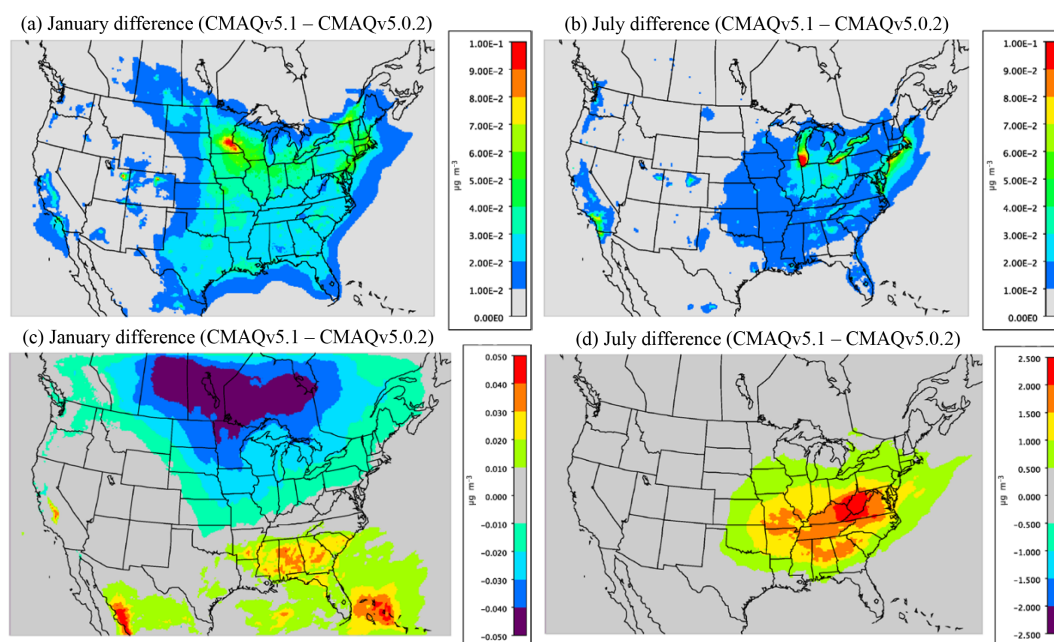 (a) January difference (CMAQv5.1 – CMAQv5.0.2)
1.00E-1
9.00E-2
8.00E-2
7.00E-2
6.00E-2
5.00E-2
4.00E-2
3.00E-2
2.00E-2
1.00E-2
0.00E0
µg m⁻³
(b) July difference (CMAQv5.1 – CMAQv5.0.2)
1.00E-1
9.00E-2
8.00E-2
7.00E-2
6.00E-2
5.00E-2
4.00E-2
3.00E-2
2.00E-2
1.00E-2
0.00E0
µg m⁻³
(c) January difference (CMAQv5.1 – CMAQv5.0.2)
0.050
0.040
0.030
0.020
0.010
0.000
-0.010
-0.020
-0.030
-0.040
-0.050
µg m⁻³
(d) July difference (CMAQv5.1 – CMAQv5.0.2)
2.500
2.000
1.500
1.000
0.500
0.000
-0.500
-1.000
-1.500
-2.000
-2.500
µg m⁻³